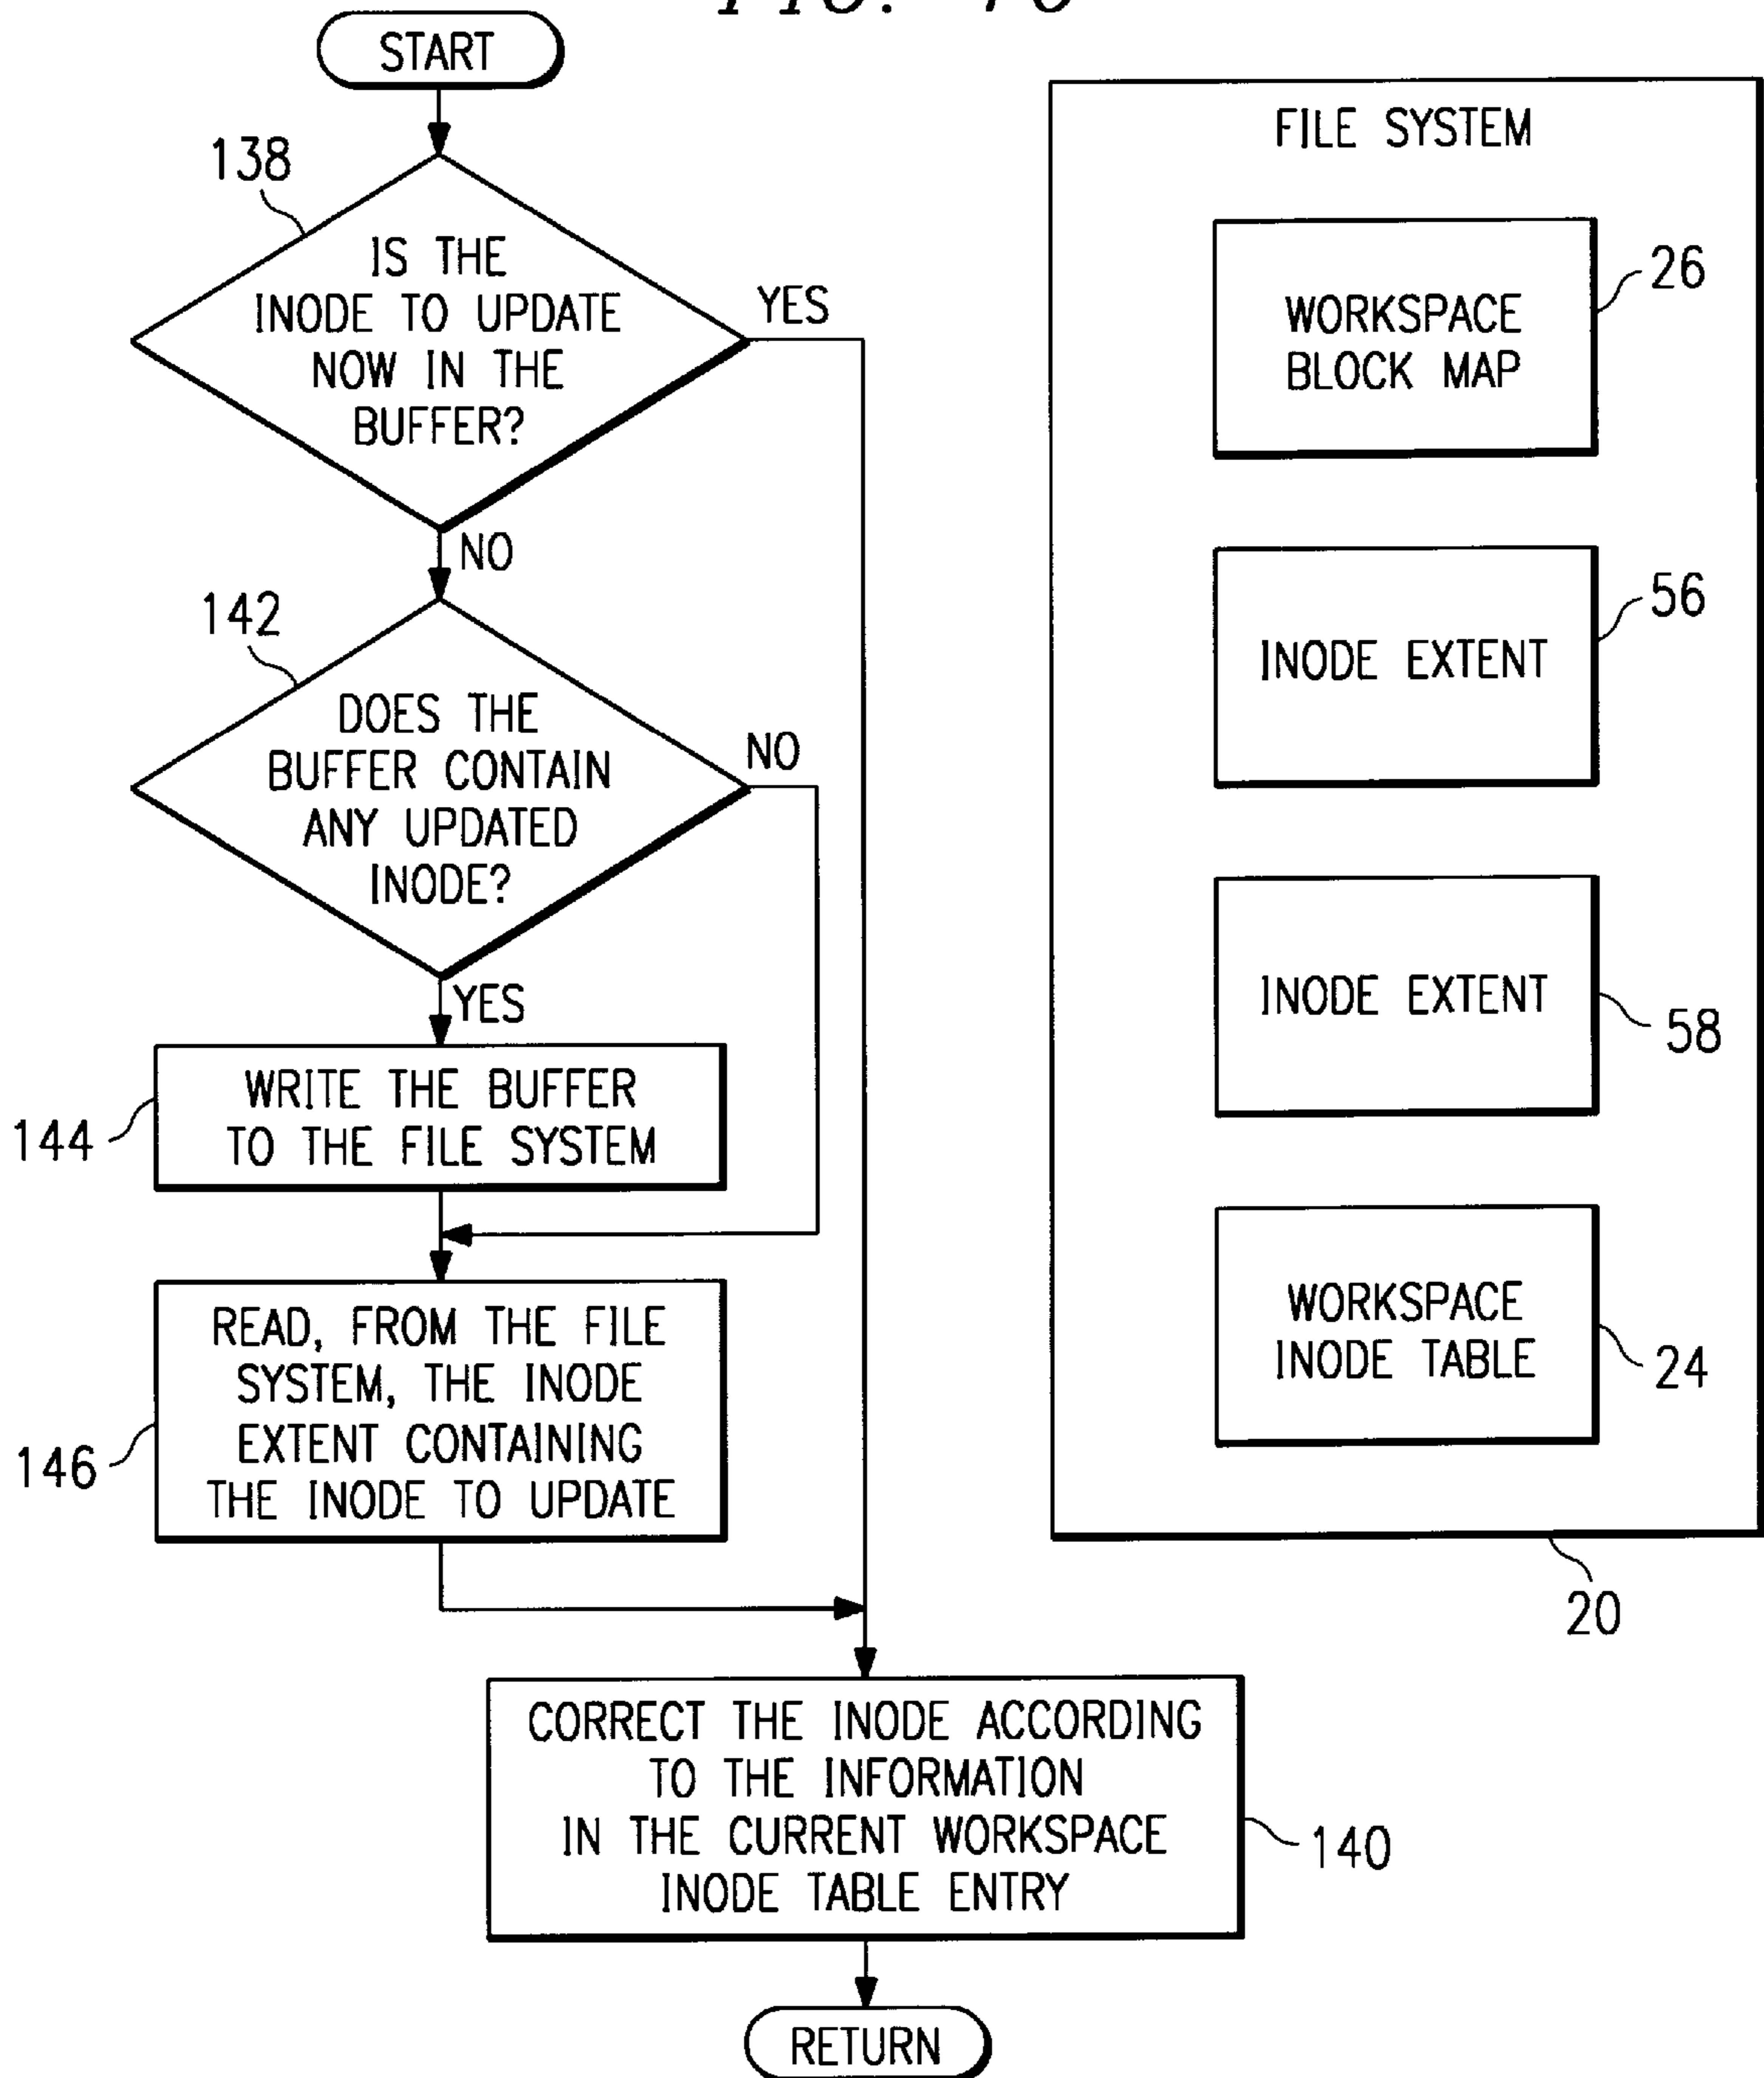 FIG.
START
138
IS THE
INODE TO UPDATE
NOW IN THE
BUFFER?
YES
NO
142
DOES THE
BUFFER CONTAIN
ANY UPDATED
INODE?
NO
YES
144
WRITE THE BUFFER
TO THE FILE SYSTEM
146
READ, FROM THE FILE
SYSTEM, THE INODE
EXTENT CONTAINING
THE INODE TO UPDATE
CORRECT THE INODE ACCORDING
TO THE INFORMATION
IN THE CURRENT WORKSPACE
INODE TABLE ENTRY
140
RETURN
FILE SYSTEM
WORKSPACE
BLOCK MAP
26
INODE EXTENT
56
INODE EXTENT
58
WORKSPACE
INODE TABLE
24
20